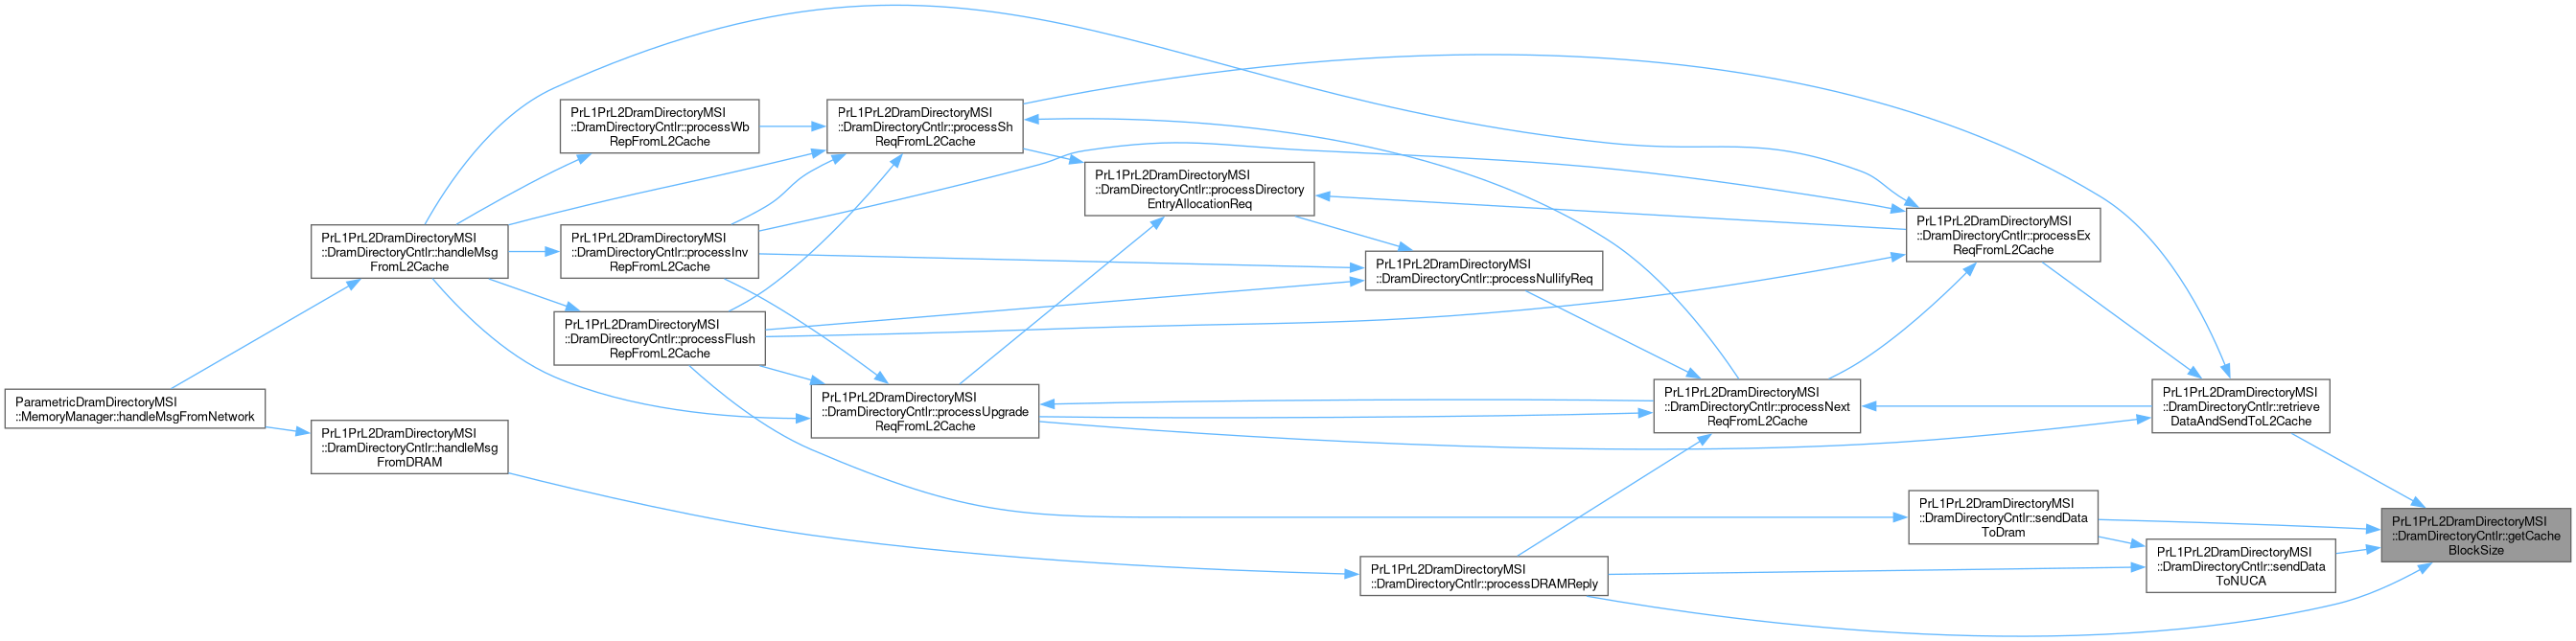 PrL1PrL2DramDirectoryMSI
::DramDirectoryCntlr::processWb
RepFromL2Cache
PrL1PrL2DramDirectoryMSI
::DramDirectoryCntlr::processSh
ReqFromL2Cache
PrL1PrL2DramDirectoryMSI
::DramDirectoryCntlr::processDirectory
EntryAllocationReq
PrL1PrL2DramDirectoryMSI
::DramDirectoryCntlr::processEx
ReqFromL2Cache
PrL1PrL2DramDirectoryMSI
::DramDirectoryCntlr::handleMsg
FromL2Cache
PrL1PrL2DramDirectoryMSI
::DramDirectoryCntlr::processInv
RepFromL2Cache
PrL1PrL2DramDirectoryMSI
::DramDirectoryCntlr::processNullifyReq
PrL1PrL2DramDirectoryMSI
::DramDirectoryCntlr::processFlush
RepFromL2Cache
ParametricDramDirectoryMSI
::MemoryManager::handleMsgFromNetwork
PrL1PrL2DramDirectoryMSI
::DramDirectoryCntlr::processUpgrade
ReqFromL2Cache
PrL1PrL2DramDirectoryMSI
::DramDirectoryCntlr::processNext
ReqFromL2Cache
PrL1PrL2DramDirectoryMSI
::DramDirectoryCntlr::retrieve
DataAndSendToL2Cache
PrL1PrL2DramDirectoryMSI
::DramDirectoryCntlr::handleMsg
FromDRAM
PrL1PrL2DramDirectoryMSI
::DramDirectoryCntlr::sendData
ToDram
PrL1PrL2DramDirectoryMSI
::DramDirectoryCntlr::getCache
BlockSize
PrL1PrL2DramDirectoryMSI
::DramDirectoryCntlr::sendData
ToNUCA
PrL1PrL2DramDirectoryMSI
::DramDirectoryCntlr::processDRAMReply